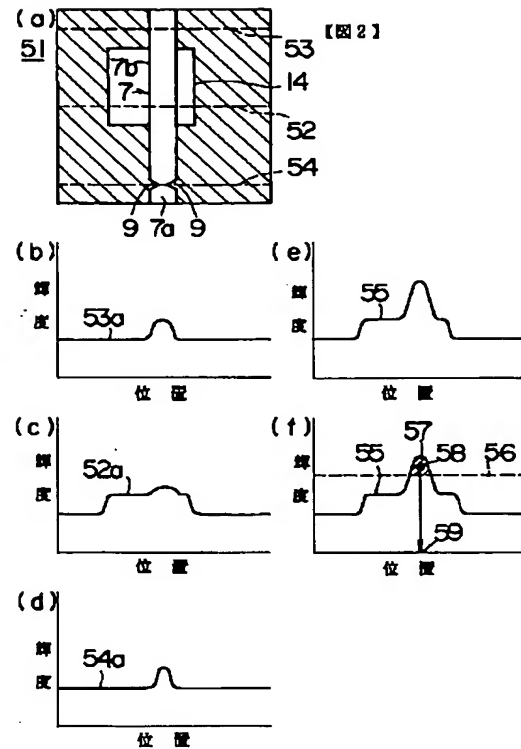 (a)
51
【図2】
53
7b
7
14
52
54
9
7a
9
(b)
輝度
53a
位置
(e)
輝度
55
位置
(c)
輝度
52a
位置
(f)
輝度
57
58
56
55
59
位置
(d)
輝度
54a
位置